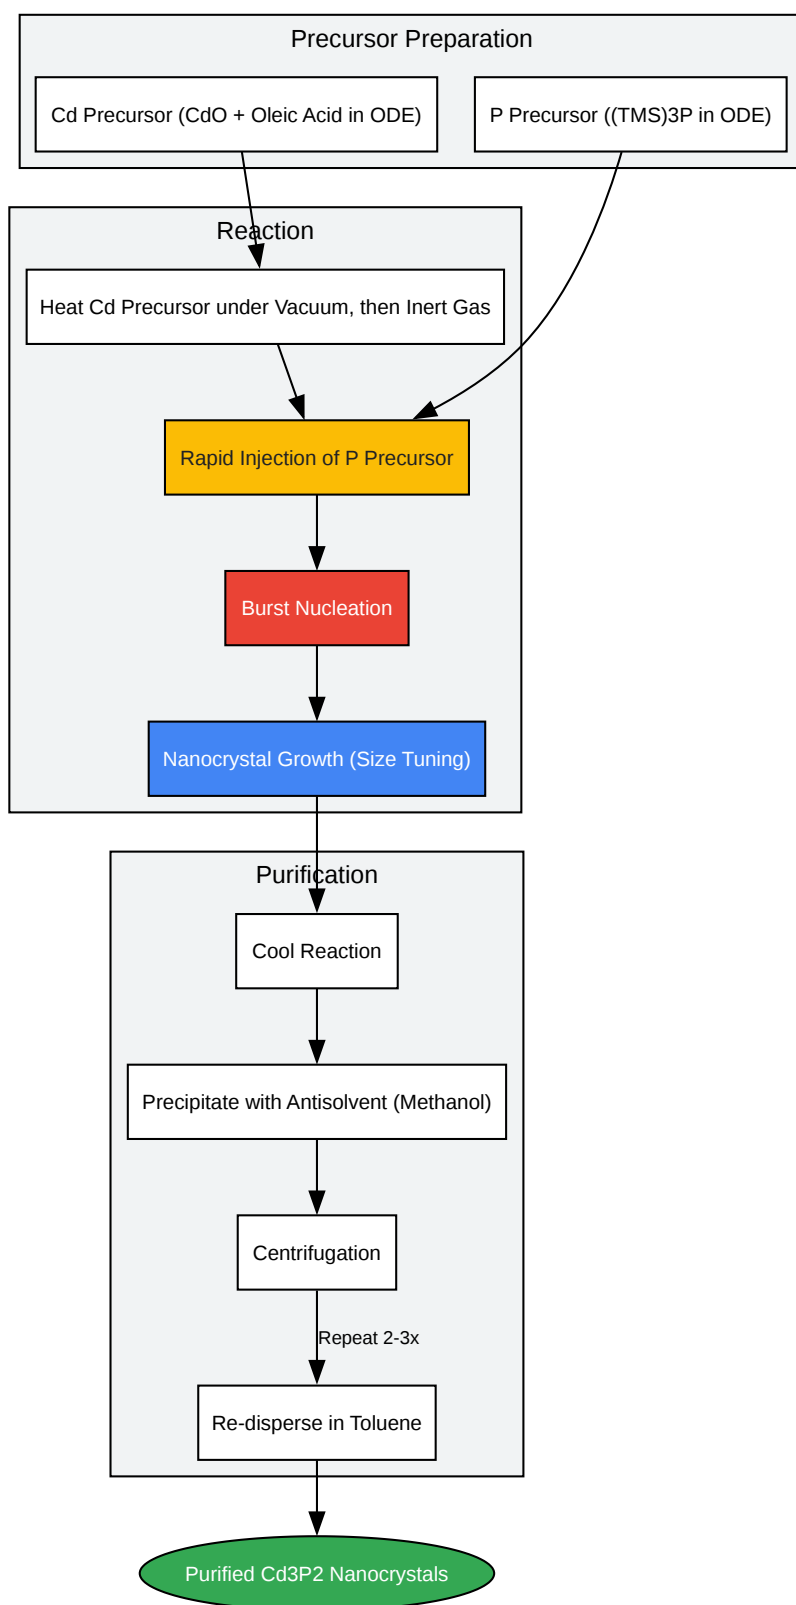 Precursor Preparation
Cd Precursor (CdO + Oleic Acid in ODE)
P Precursor ((TMS)3P in ODE)
Reaction
Heat Cd Precursor under Vacuum, then Inert Gas
Rapid Injection of P Precursor
Burst Nucleation
Nanocrystal Growth (Size Tuning)
Purification
Cool Reaction
Precipitate with Antisolvent (Methanol)
Centrifugation
Repeat 2-3x
Re-disperse in Toluene
Purified Cd3P2 Nanocrystals